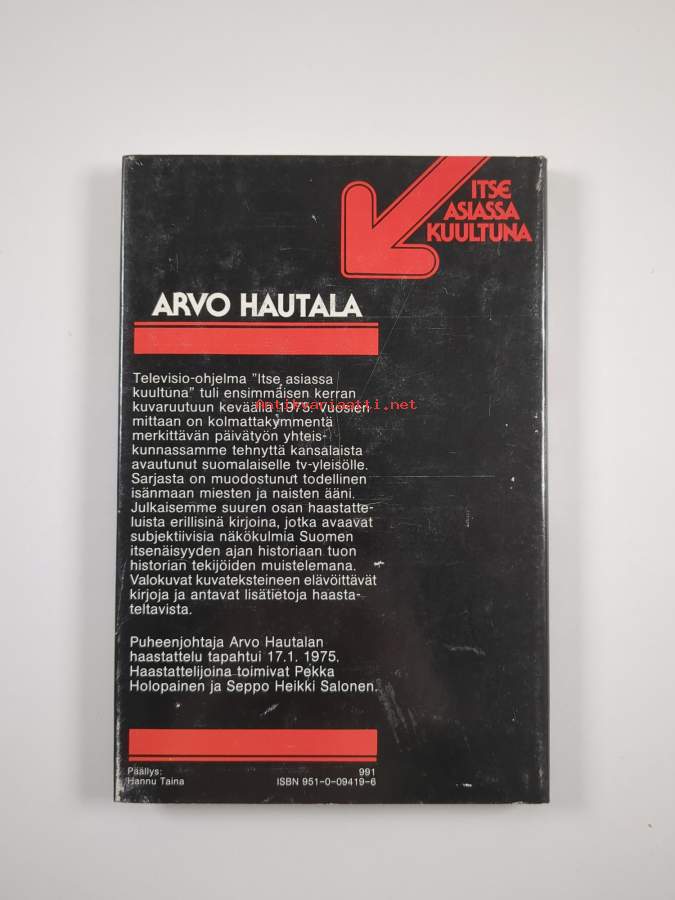 ITSE
ASIASSA
KUULTUNA
ARVO HAUTALA
Televisio-ohjelma "Itse asiassa
kuultuna" tuli ensimmäisen kerran
kuvaruutuun keväällä 1975. Vuosien
Antikvariaatti.net
mittaan on kolmattakymmentä
merkittävän päivätyön yhteis-
kunnassamme tehnyttä kansalaista
avautunut suomalaiselle tv-yleisölle.
Sarjasta on muodostunut todellinen
isänmaan miesten ja naisten ääni.
Julkaisemme suuren osan haastatte-
luista erillisinä kirjoina, jotka avaavat
subjektiivisia näkökulmia Suomen
itsenäisyyden ajan historiaan tuon
historian tekijöiden muistelemana.
Valokuvat kuvateksteineen elävöittävät
kirjoja ja antavat lisätietoja haasta-
teltavista.
Puheenjohtaja Arvo Hautalan
haastattelu tapahtui 17.1. 1975.
Haastattelijoina toimivat Pekka
Holopainen ja Seppo Heikki Salonen.
Päällys:
Hannu Taina
991
ISBN 951-0-09419-6